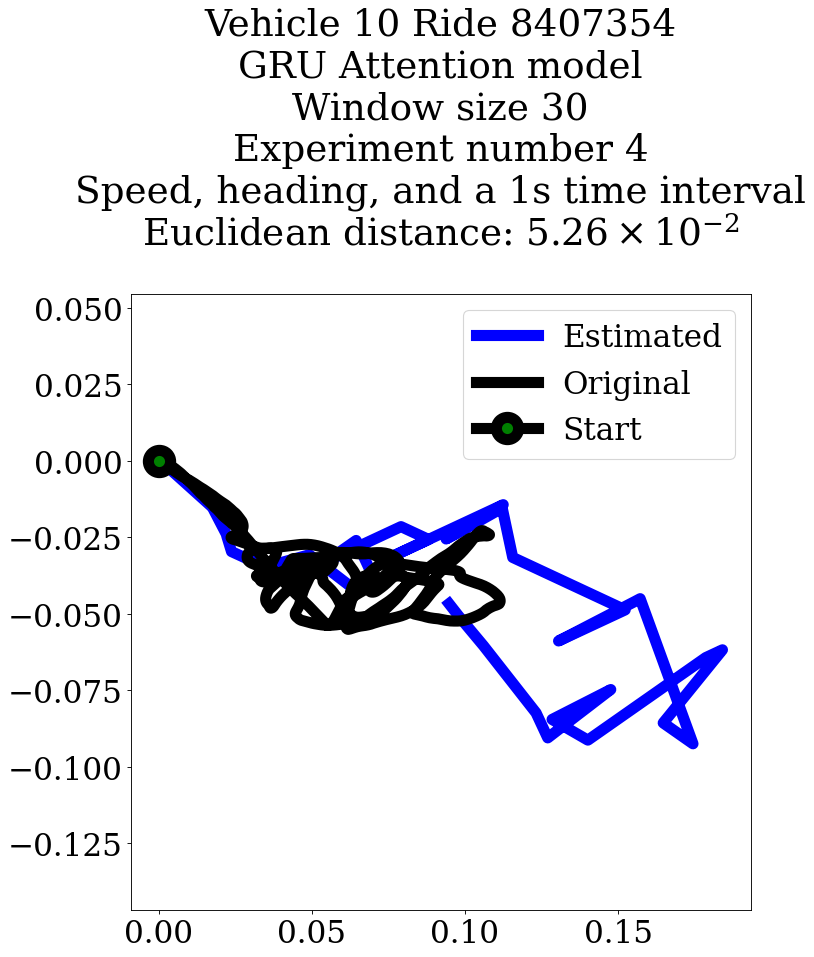 Vehicle 10 Ride 8407354
GRU Attention model
Window size 30
Experiment number 4
Speed, heading, and a 1s time interval
Euclidean distance: 5.26 × 10⁻²
0.050
0.025
0.000
−0.025
−0.050
−0.075
−0.100
−0.125
Estimated
Original
Start
0.00 0.05 0.10 0.15